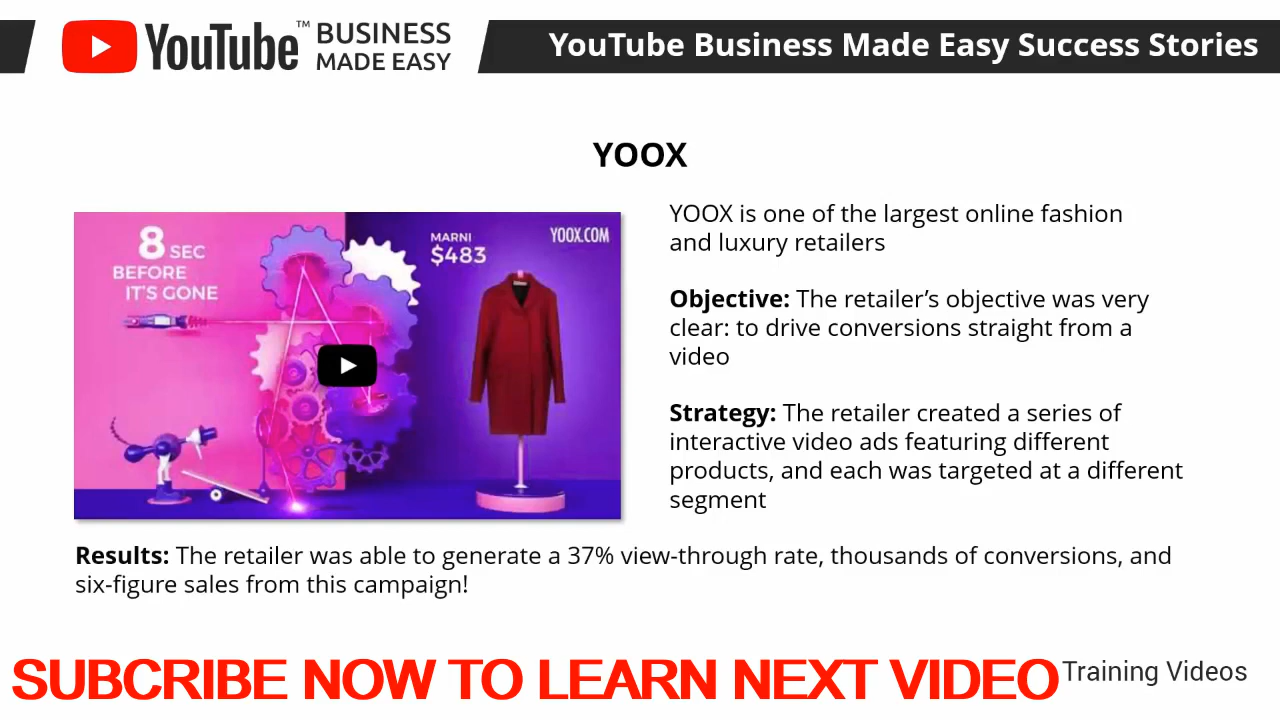 YouTube™ BUSINESS
MADE EASY
YouTube Business Made Easy Success Stories
YOOX
8 SEC
BEFORE
IT'S GONE
MARNI
$483
YOOX.COM
YOOX is one of the largest online fashion
and luxury retailers
Objective: The retailer’s objective was very
clear: to drive conversions straight from a
video
Strategy: The retailer created a series of
interactive video ads featuring different
products, and each was targeted at a different
segment
Results: The retailer was able to generate a 37% view-through rate, thousands of conversions, and
six-figure sales from this campaign!
SUBCRIBE NOW TO LEARN NEXT VIDEO
Training Videos